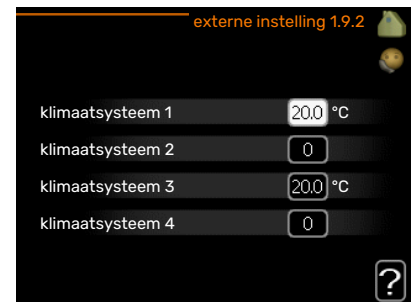 externe instelling 1.9.2
klimaatsysteem 1 20.0 °C
klimaatsysteem 2 0
klimaatsysteem 3 20.0 °C
klimaatsysteem 4 0
?